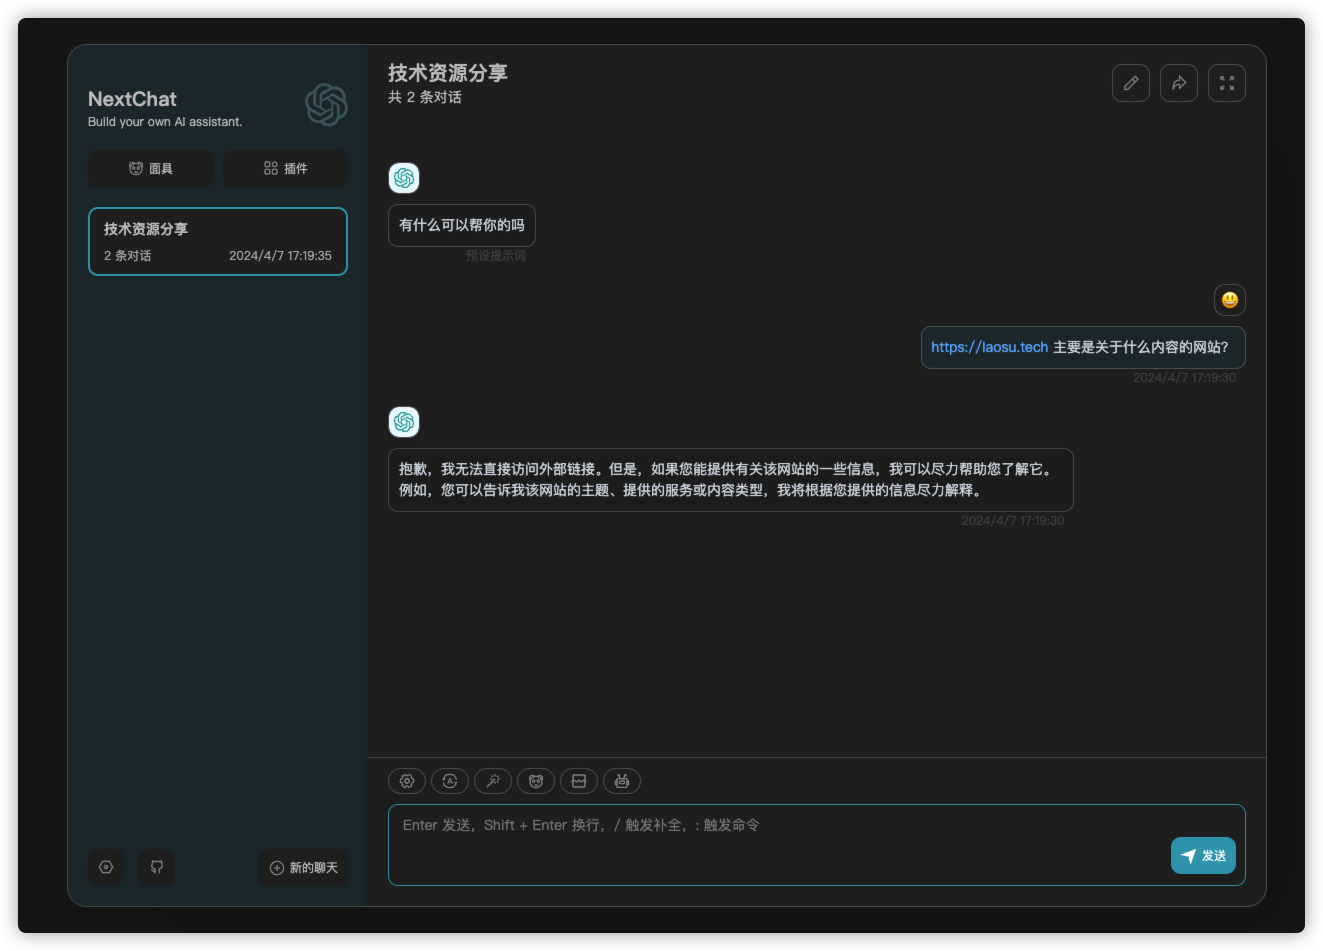 NextChat
Build your own AI assistant.
面具
插件
技术资源分享
2 条对话
2024/4/7 17:19:35
新的聊天
技术资源分享
共 2 条对话
有什么可以帮你的吗
预设提示词
https://laosu.tech 主要是关于什么内容的网站?
2024/4/7 17:19:30
抱歉，我无法直接访问外部链接。但是，如果您能提供有关该网站的一些信息，我可以尽力帮助您了解它。
例如，您可以告诉我该网站的主题、提供的服务或内容类型，我将根据您提供的信息尽力解释。
2024/4/7 17:19:30
Enter 发送，Shift + Enter 换行，/ 触发补全，: 触发命令
发送